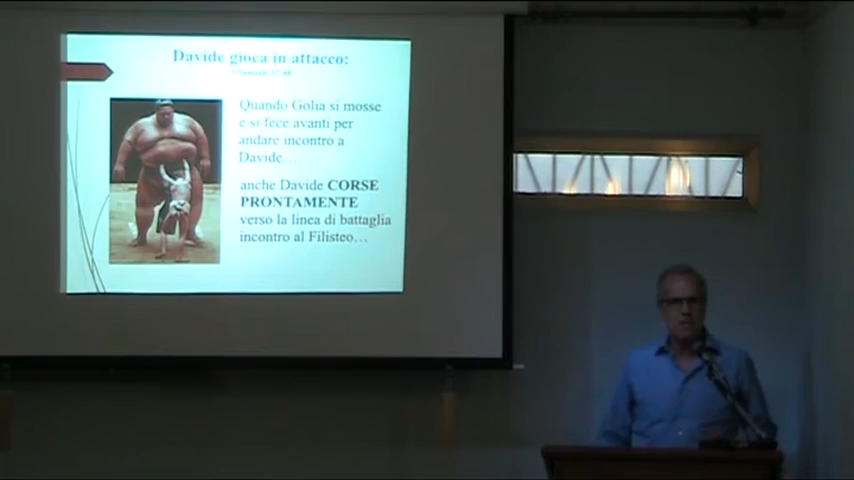 Davide gioca in attacco:
Quando Golia si mosse
e si fece avanti per
andare incontro a
Davide…
anche Davide CORSE
PRONTAMENTE
verso la linea di battaglia
incontro al Filisteo…